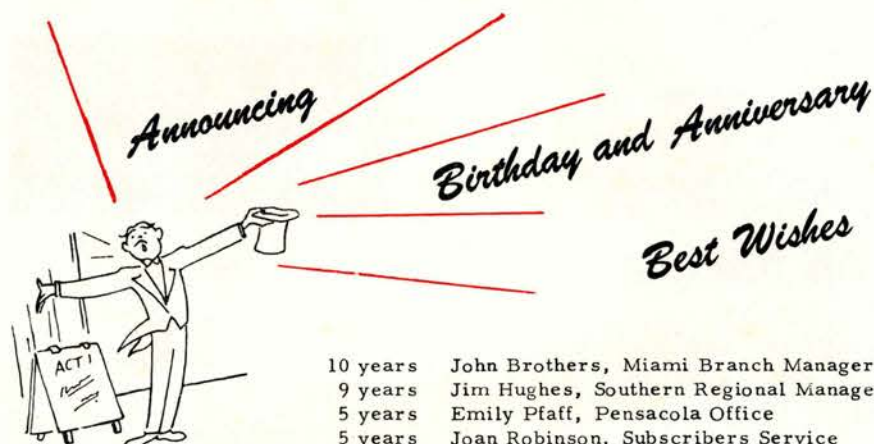 Announcing
Birthday and Anniversary
Best Wishes
ACT I
10 years John Brothers, Miami Branch Manager
9 years Jim Hughes, Southern Regional Manage
5 years Emily Pfaff, Pensacola Office
5 years Joan Robinson, Subscribers Service